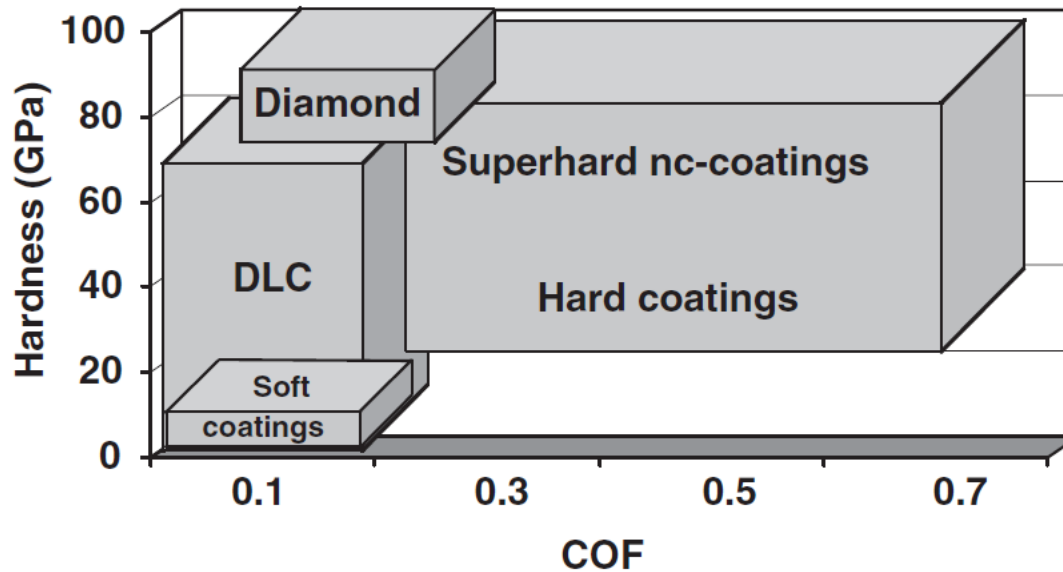 Hardness (GPa)
100
80
60
40
20
0
Diamond
Superhard nc-coatings
DLC
Hard coatings
Soft
coatings
0.1 0.3 0.5 0.7
COF